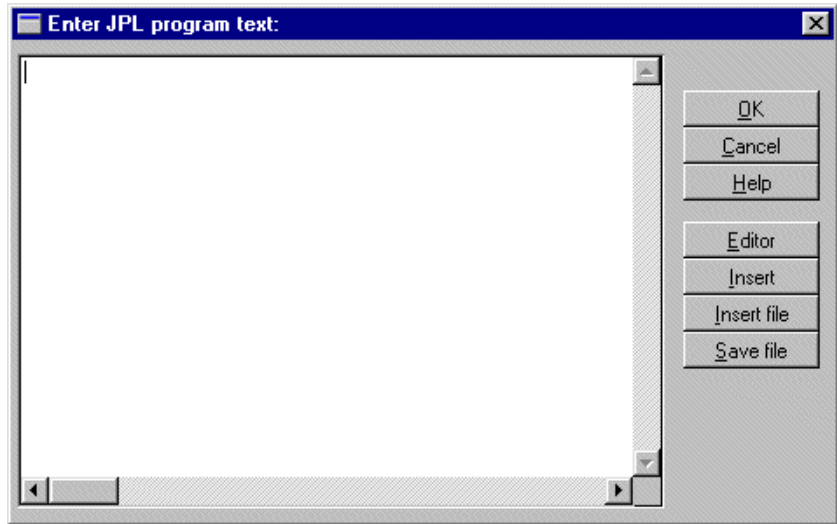 Enter JPL program text:
OK
Cancel
Help
Editor
Insert
Insert file
Save file